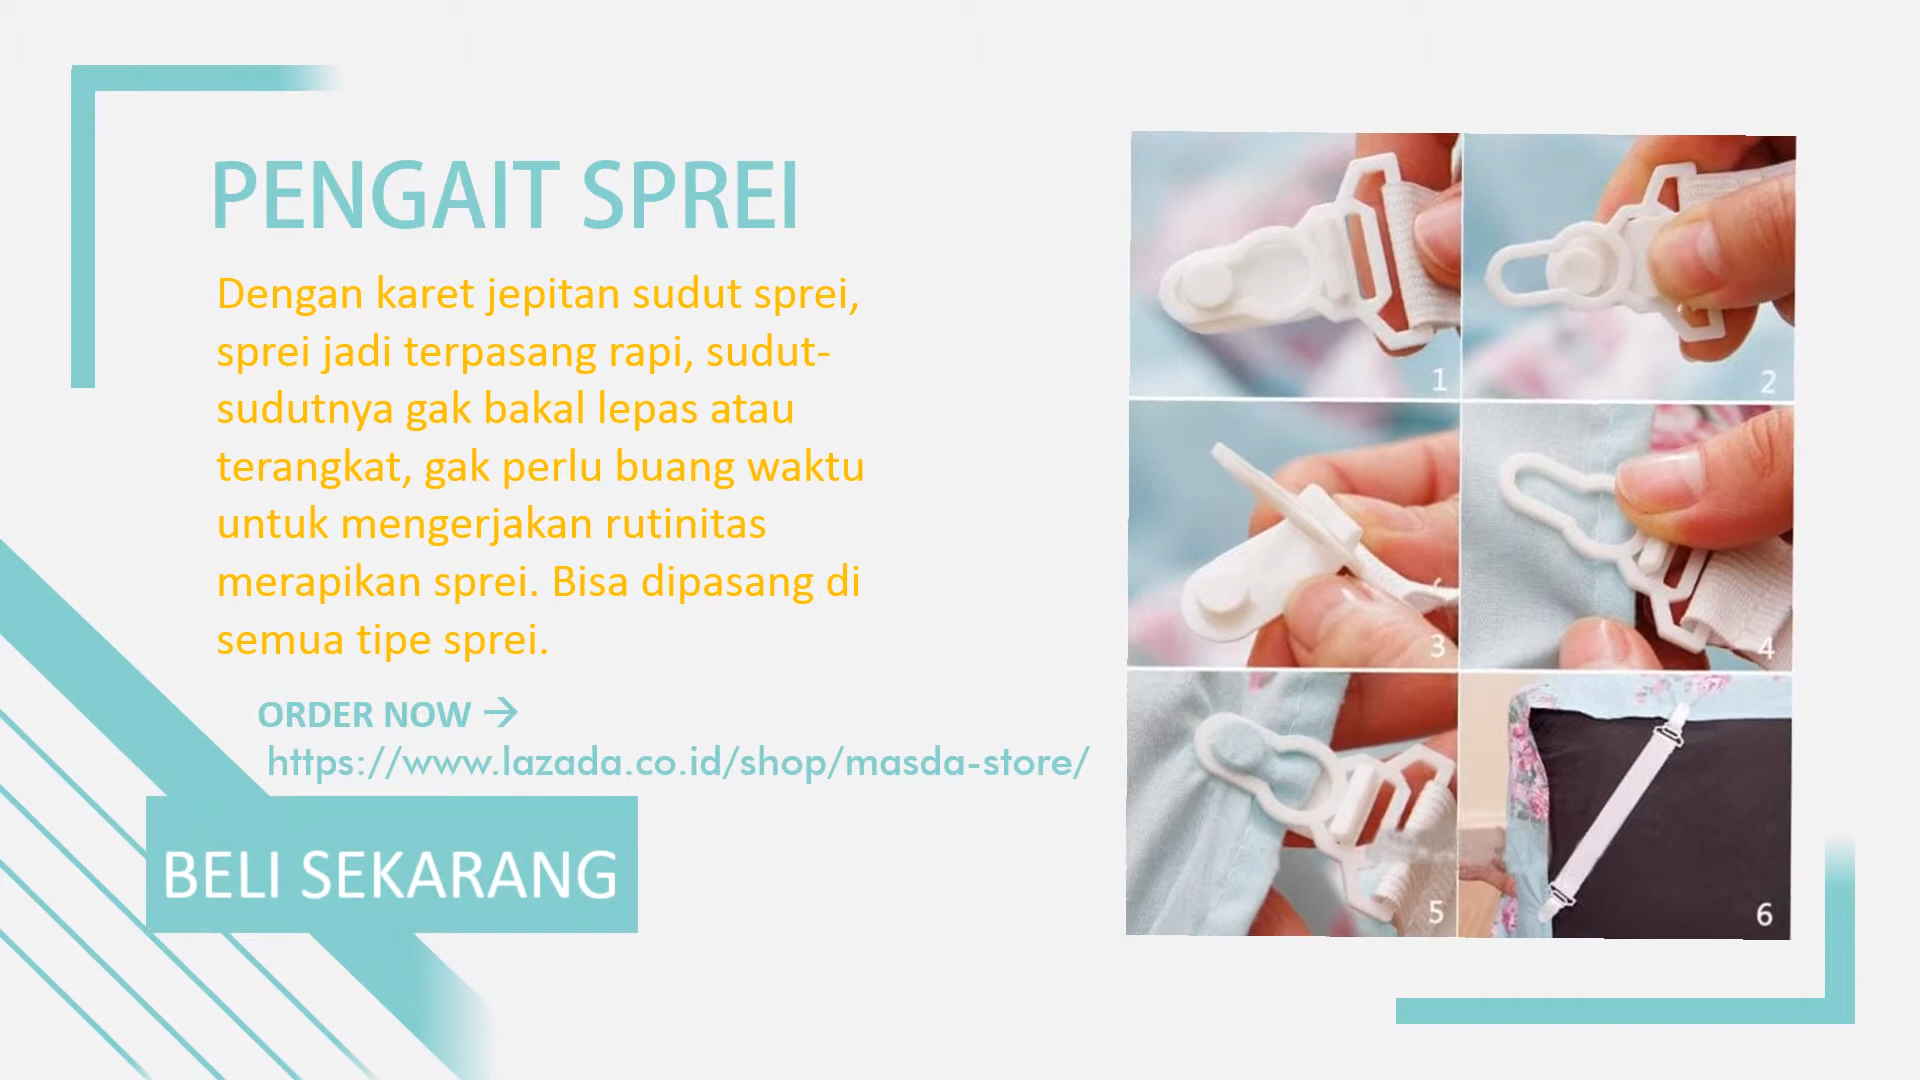 PENGAIT SPREI
Dengan karet jepitan sudut sprei,
sprei jadi terpasang rapi, sudut-
sudutnya gak bakal lepas atau
terangkat, gak perlu buang waktu
untuk mengerjakan rutinitas
merapikan sprei. Bisa dipasang di
semua tipe sprei.
ORDER NOW →
https://www.lazada.co.id/shop/masda-store/
BELI SEKARANG
1
2
3
4
5
6